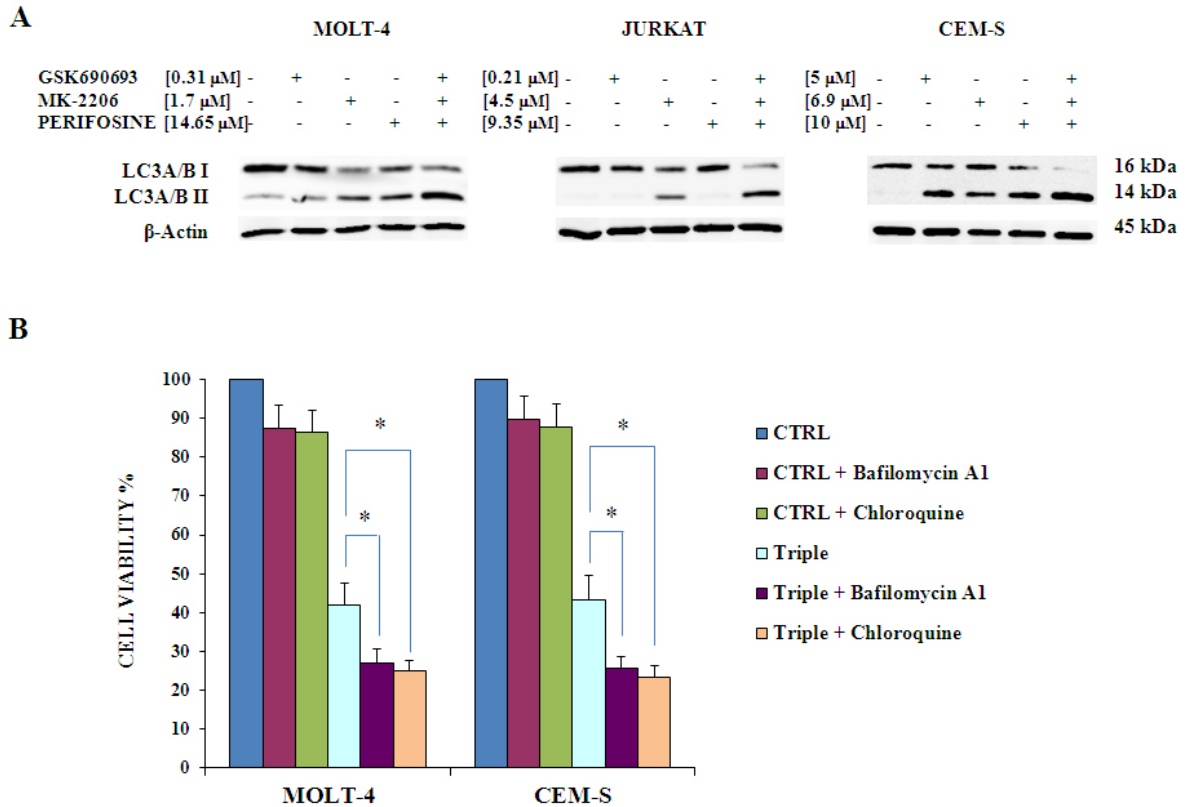 A
MOLT-4 JURKAT CEM-S
GSK690693 [0.31 µM] - + - - + [0.21 µM] - + - - + [5 µM] - + - - +
MK-2206 [1.7 µM] - - + - + [4.5 µM] - - + - + [6.9 µM] - - + - +
PERIFOSINE [14.65 µM] - - - + + [9.35 µM] - - - + + [10 µM] - - - + +
LC3A/B I 16 kDa
LC3A/B II 14 kDa
β-Actin 45 kDa
B
CELL VIABILITY %
100
90
80
70
60
50
40
30
20
10
0
* *
* *
MOLT-4 CEM-S
CTRL
CTRL + Bafilomycin A1
CTRL + Chloroquine
Triple
Triple + Bafilomycin A1
Triple + Chloroquine